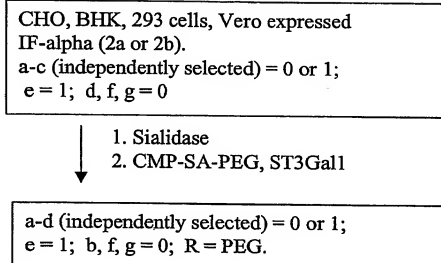 CHO, BHK, 293 cells, Vero expressed
IF-alpha (2a or 2b).
a-c (independently selected) = 0 or 1;
e = 1; d, f, g = 0
1. Sialidase
2. CMP-SA-PEG, ST3Gal1
a-d (independently selected) = 0 or 1;
e = 1; b, f, g = 0; R = PEG.